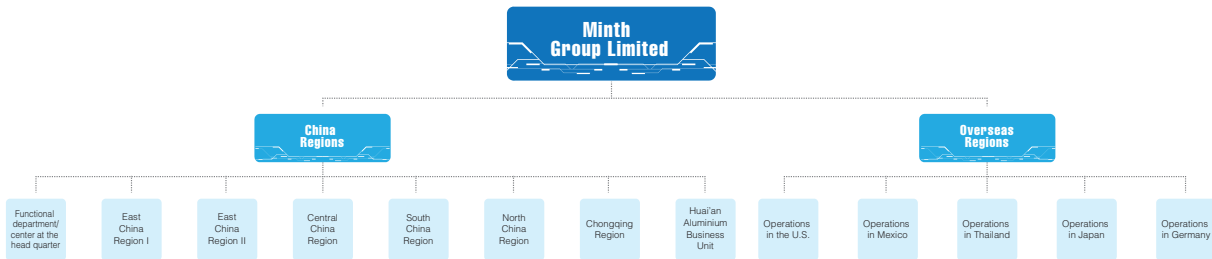 Minth
Group Limited
China
Regions
Overseas
Regions
Functional
department/
center at the
head quarter
East
China
Region I
East
China
Region II
Central
China
Region
South
China
Region
North
China
Region
Chongqing
Region
Huai'an
Aluminium
Business
Unit
Operations
in the U.S.
Operations
in Mexico
Operations
in Thailand
Operations
in Japan
Operations
in Germany